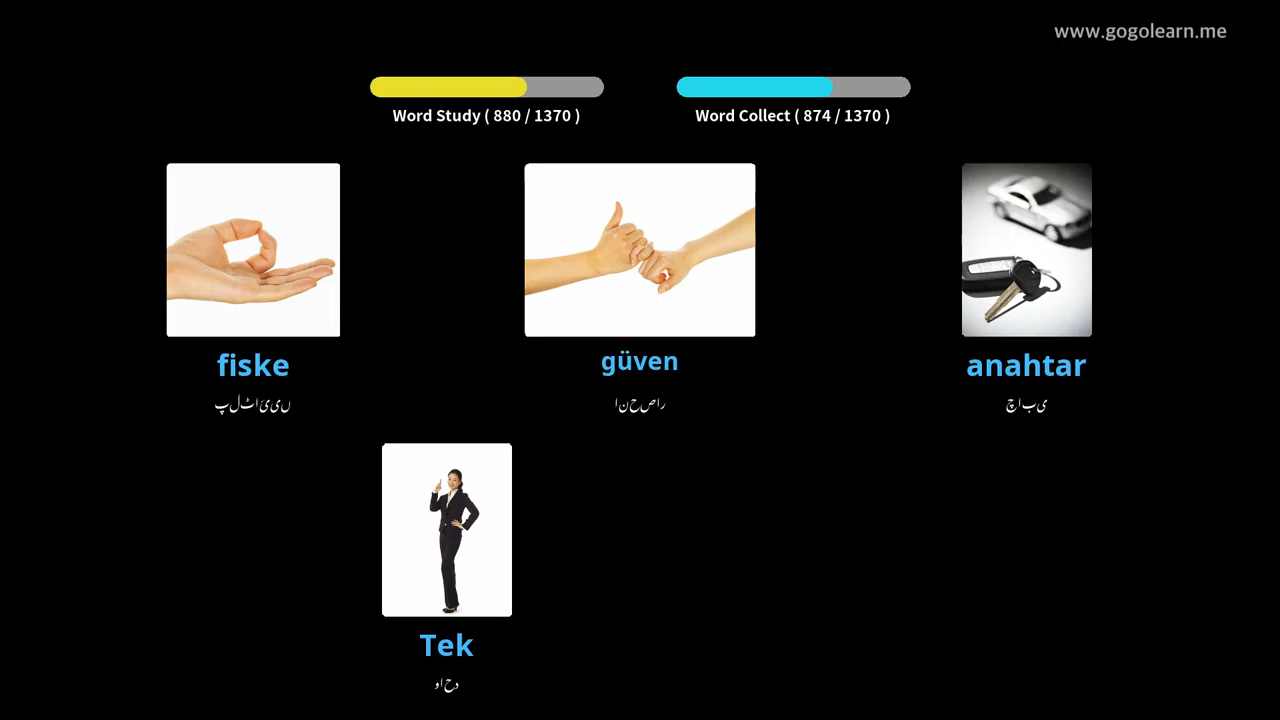 www.gogolearn.me
Word Study ( 880 / 1370 )
Word Collect ( 874 / 1370 )
fiske
güven
anahtar
پلٹائیں
انحصار
چابی
Tek
واحد